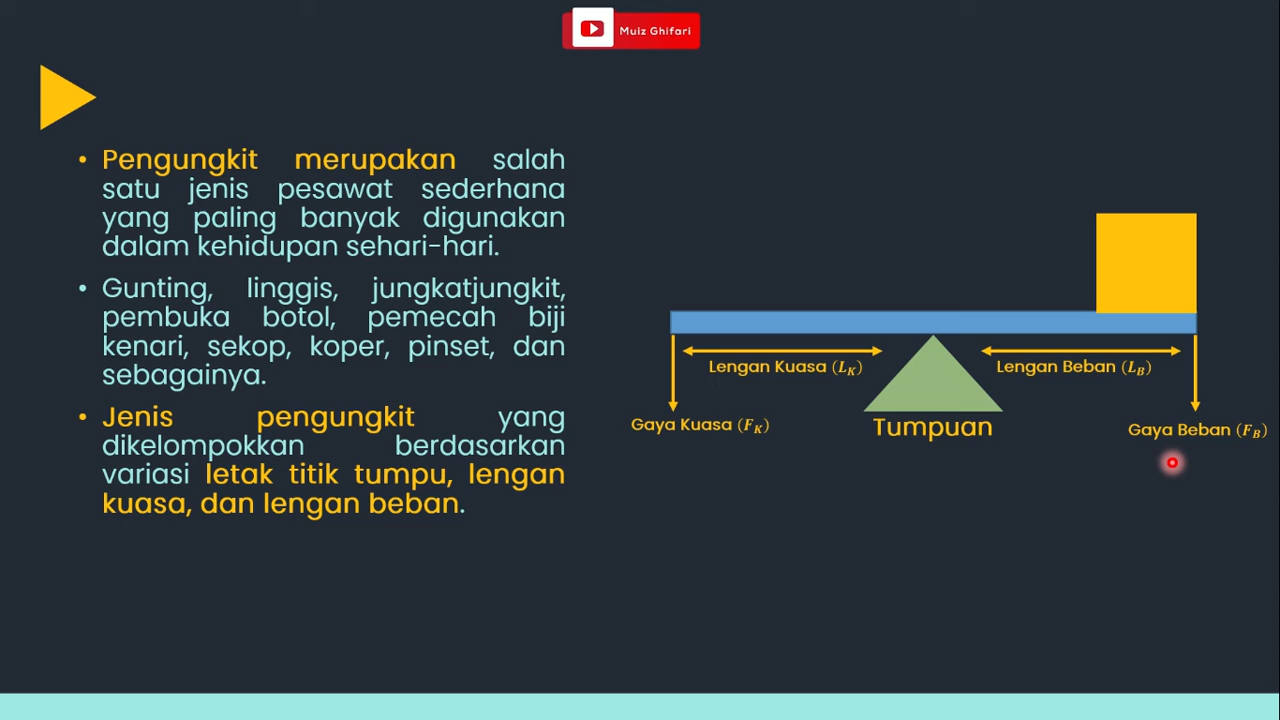 Muiz Ghifari
• Pengungkit merupakan salah
satu jenis pesawat sederhana
yang paling banyak digunakan
dalam kehidupan sehari-hari.
• Gunting, linggis, jungkatjungkit,
pembuka botol, pemecah biji
kenari, sekop, koper, pinset, dan
sebagainya.
• Jenis pengungkit yang
dikelompokkan berdasarkan
variasi letak titik tumpu, lengan
kuasa, dan lengan beban.
Lengan Kuasa (L_K)
Lengan Beban (L_B)
Gaya Kuasa (F_K)
Tumpuan
Gaya Beban (F_B)